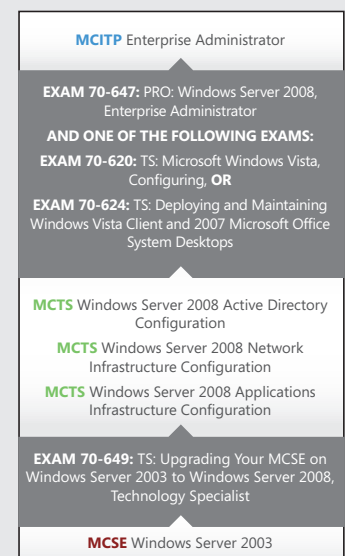 MCITP Enterprise Administrator
EXAM 70-647: PRO: Windows Server 2008,
Enterprise Administrator
AND ONE OF THE FOLLOWING EXAMS:
EXAM 70-620: TS: Microsoft Windows Vista,
Configuring, OR
EXAM 70-624: TS: Deploying and Maintaining
Windows Vista Client and 2007 Microsoft Office
System Desktops
MCTS Windows Server 2008 Active Directory
Configuration
MCTS Windows Server 2008 Network
Infrastructure Configuration
MCTS Windows Server 2008 Applications
Infrastructure Configuration
EXAM 70-649: TS: Upgrading Your MCSE on
Windows Server 2003 to Windows Server 2008,
Technology Specialist
MCSE Windows Server 2003